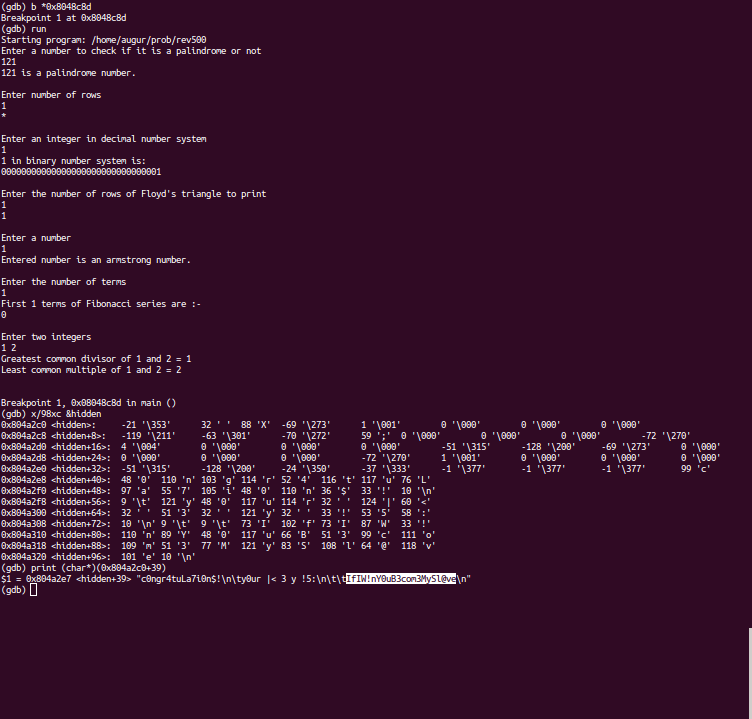 (gdb) b *0x8048c8d
Breakpoint 1 at 0x8048c8d
(gdb) run
Starting program: /home/augur/prob/rev500
Enter a number to check if it is a palindrome or not
121
121 is a palindrome number.
Enter number of rows
1
*
Enter an integer in decimal number system
1
1 in binary number system is:
00000000000000000000000000000001
Enter the number of rows of Floyd's triangle to print
1
1
Enter a number
1
Entered number is an armstrong number.
Enter the number of terms
1
First 1 terms of Fibonacci series are :-
0
Enter two integers
1 2
Greatest common divisor of 1 and 2 = 1
Least common multiple of 1 and 2 = 2
Breakpoint 1, 0x08048c8d in main ()
(gdb) x/98xc &hidden
0x804a2c0 <hidden>: -21 '\353' 32 ' ' 88 'X' -69 '\273' 1 '\001' 0 '\000' 0 '\000' 0 '\000'
0x804a2c8 <hidden+8>: -119 '\211' -63 '\301' -70 '\272' 59 ';' 0 '\000' 0 '\000' 0 '\000' -72 '\270'
0x804a2d0 <hidden+16>: 4 '\004' 0 '\000' 0 '\000' 0 '\000' -51 '\315' -128 '\200' -69 '\273' 0 '\000'
0x804a2d8 <hidden+24>: 0 '\000' 0 '\000' 0 '\000' -72 '\270' 1 '\001' 0 '\000' 0 '\000' 0 '\000'
0x804a2e0 <hidden+32>: -51 '\315' -128 '\200' -24 '\350' -37 '\333' -1 '\377' -1 '\377' -1 '\377' 99 'c'
0x804a2e8 <hidden+40>: 48 '0' 110 'n' 103 'g' 114 'r' 52 '4' 116 't' 117 'u' 76 'L'
0x804a2f0 <hidden+48>: 97 'a' 55 '7' 105 'i' 48 '0' 110 'n' 36 '$' 33 '!' 10 '\n'
0x804a2f8 <hidden+56>: 9 '\t' 121 'y' 48 '0' 117 'u' 114 'r' 32 ' ' 124 '|' 60 '<'
0x804a300 <hidden+64>: 32 ' ' 51 '3' 32 ' ' 121 'y' 32 ' ' 33 '!' 53 '5' 58 ':'
0x804a308 <hidden+72>: 10 '\n' 9 '\t' 9 '\t' 73 'I' 102 'f' 73 'I' 87 'W' 33 '!'
0x804a310 <hidden+80>: 110 'n' 89 'Y' 48 '0' 117 'u' 66 'B' 51 '3' 99 'c' 111 'o'
0x804a318 <hidden+88>: 109 'm' 51 '3' 77 'M' 121 'y' 83 'S' 108 'l' 64 '@' 118 'v'
0x804a320 <hidden+96>: 101 'e' 10 '\n'
(gdb) print (char*)(0x804a2c0+39)
$1 = 0x804a2e7 <hidden+39> "c0ngr4tuLa7i0n$!\n\ty0ur |< 3 y !5:\n\t\tIfIW!nY0uB3com3MySl@ve\n"
(gdb)